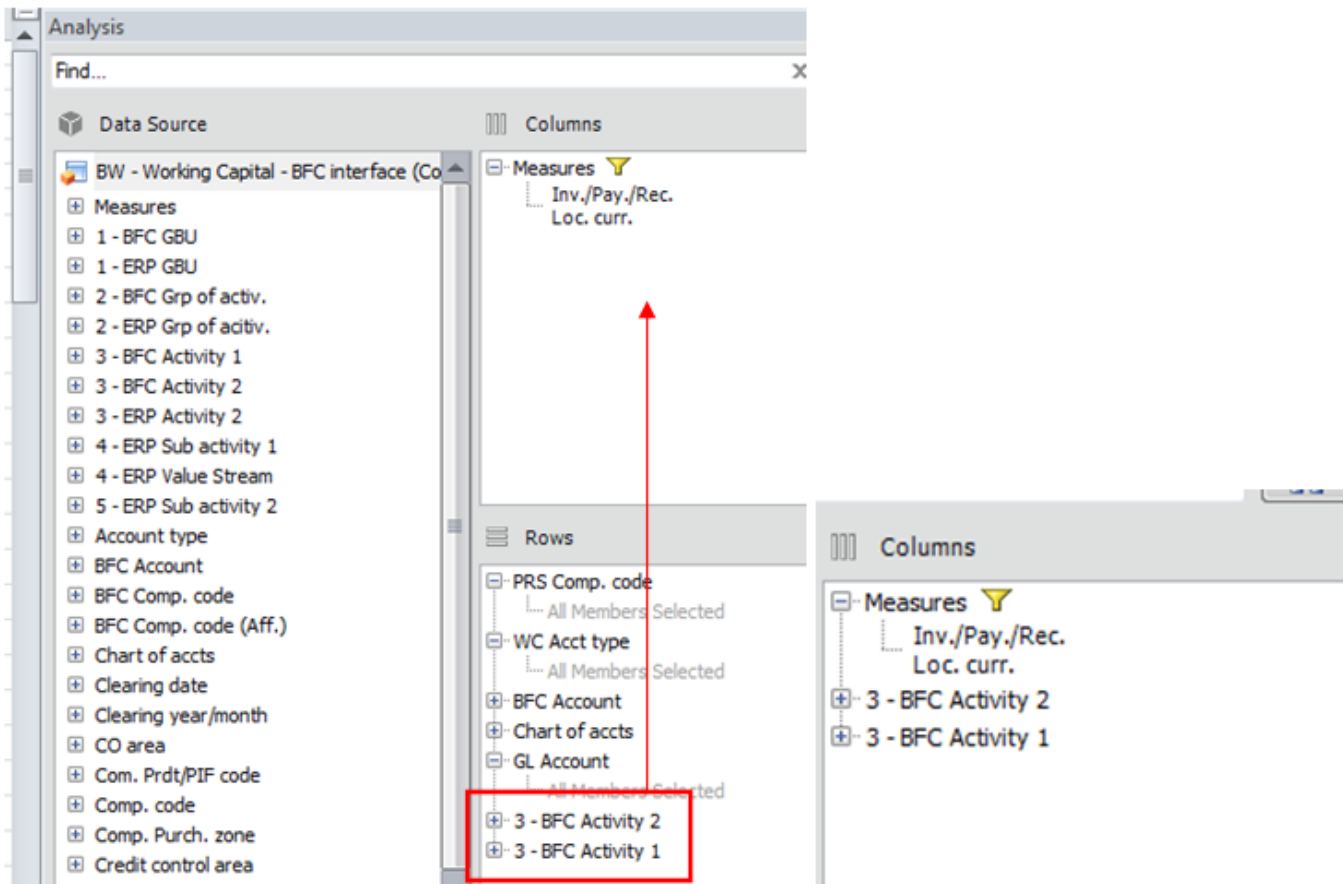 Analysis
Find...
Data Source
BW - Working Capital - BFC interface (Co
Measures
1 - BFC GBU
1 - ERP GBU
2 - BFC Grp of activ.
2 - ERP Grp of acitiv.
3 - BFC Activity 1
3 - BFC Activity 2
3 - ERP Activity 2
4 - ERP Sub activity 1
4 - ERP Value Stream
5 - ERP Sub activity 2
Account type
BFC Account
BFC Comp. code
BFC Comp. code (Aff.)
Chart of accts
Clearing date
Clearing year/month
CO area
Com. Prdt/PIF code
Comp. code
Comp. Purch. zone
Credit control area
Columns
Measures
Inv./Pay./Rec.
Loc. curr.
Rows
PRS Comp. code
All Members Selected
WC Acct type
All Members Selected
BFC Account
Chart of accts
GL Account
All Members Selected
3 - BFC Activity 2
3 - BFC Activity 1
Columns
Measures
Inv./Pay./Rec.
Loc. curr.
3 - BFC Activity 2
3 - BFC Activity 1